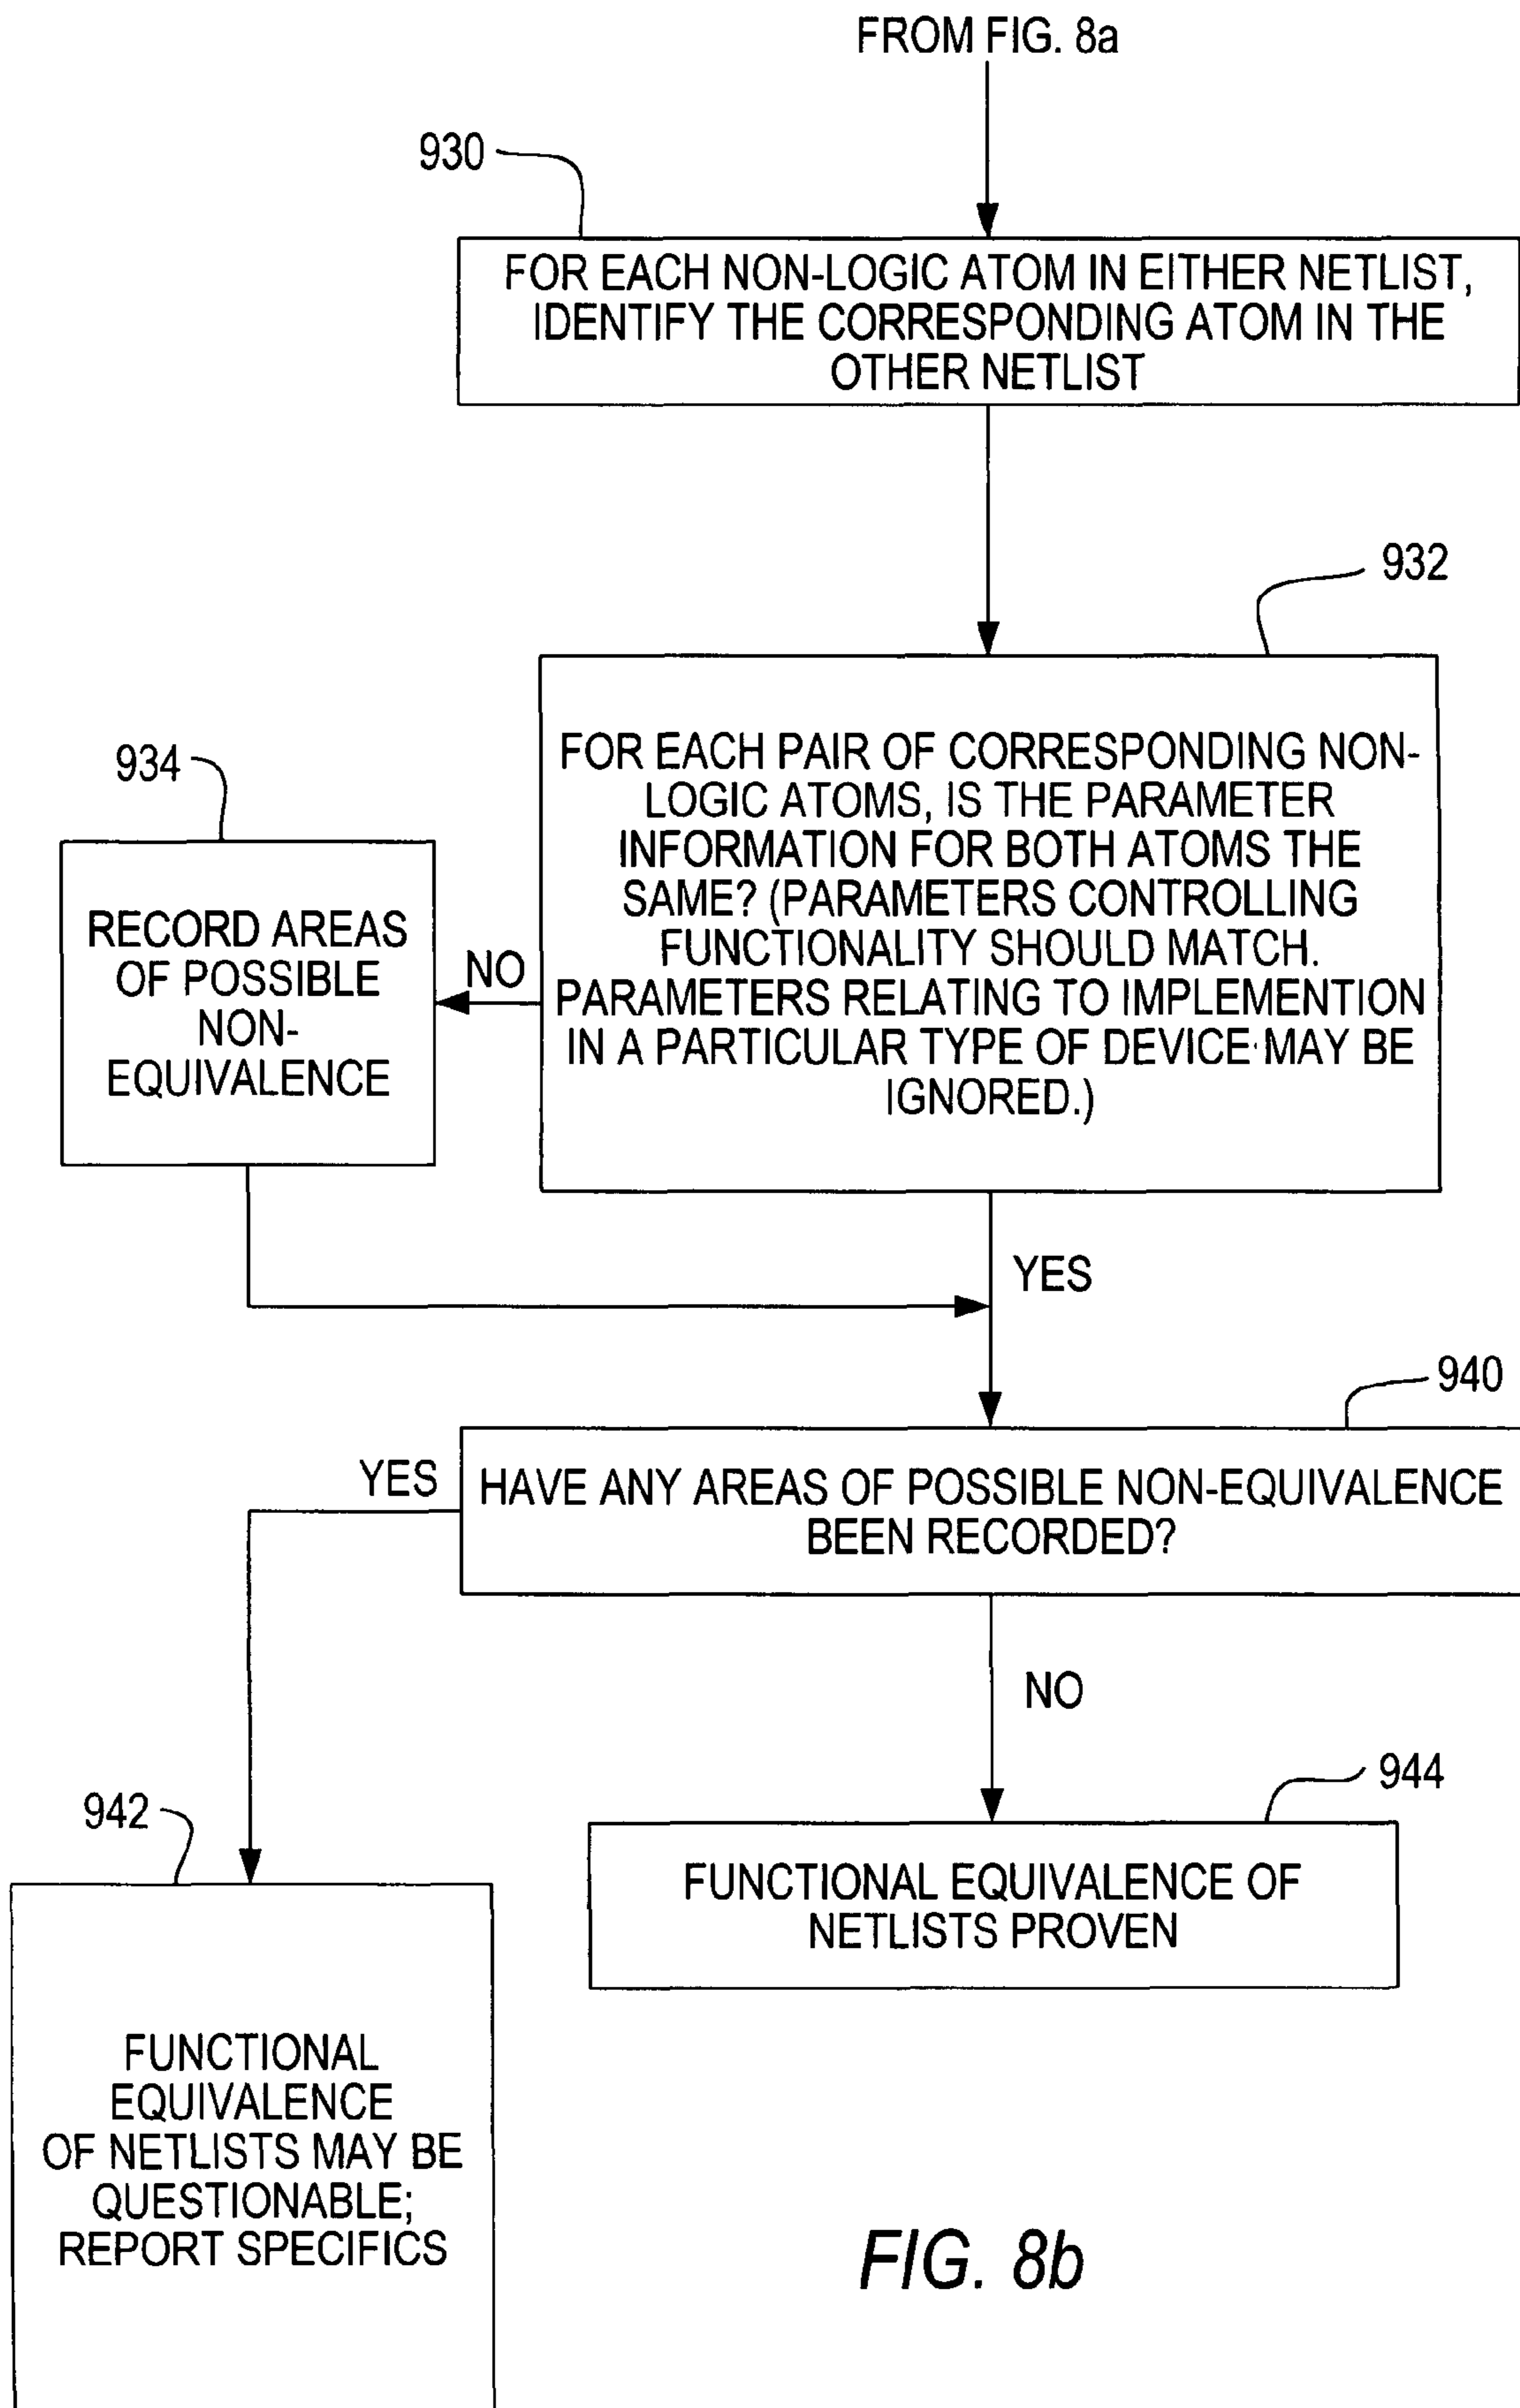 FROM FIG. 8a
930
FOR EACH NON-LOGIC ATOM IN EITHER NETLIST,
IDENTIFY THE CORRESPONDING ATOM IN THE
OTHER NETLIST
932
FOR EACH PAIR OF CORRESPONDING NON-
LOGIC ATOMS, IS THE PARAMETER
INFORMATION FOR BOTH ATOMS THE
SAME? (PARAMETERS CONTROLLING
FUNCTIONALITY SHOULD MATCH.
PARAMETERS RELATING TO IMPLEMENTION
IN A PARTICULAR TYPE OF DEVICE MAY BE
IGNORED.)
934
RECORD AREAS
OF POSSIBLE
NON-
EQUIVALENCE
NO
YES
940
YES
HAVE ANY AREAS OF POSSIBLE NON-EQUIVALENCE
BEEN RECORDED?
NO
944
FUNCTIONAL EQUIVALENCE OF
NETLISTS PROVEN
942
FUNCTIONAL
EQUIVALENCE
OF NETLISTS MAY BE
QUESTIONABLE;
REPORT SPECIFICS
FIG. 8b